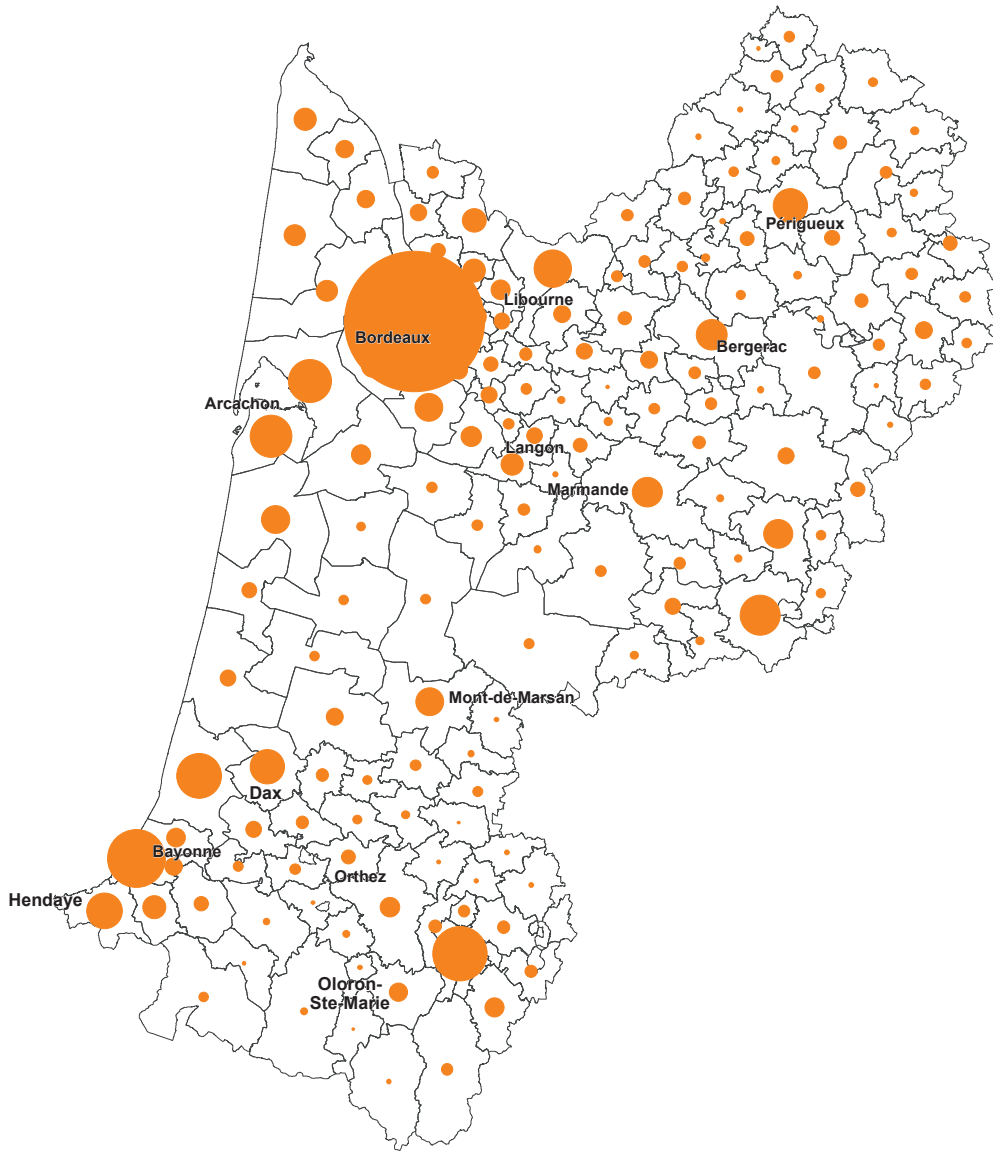 Périgueux
Libourne
Bordeaux
Bergerac
Arcachon
Langon
Marmande
Mont-de-Marsan
Dax
Bayonne
Orthez
Hendaye
Oloron-
Ste-Marie